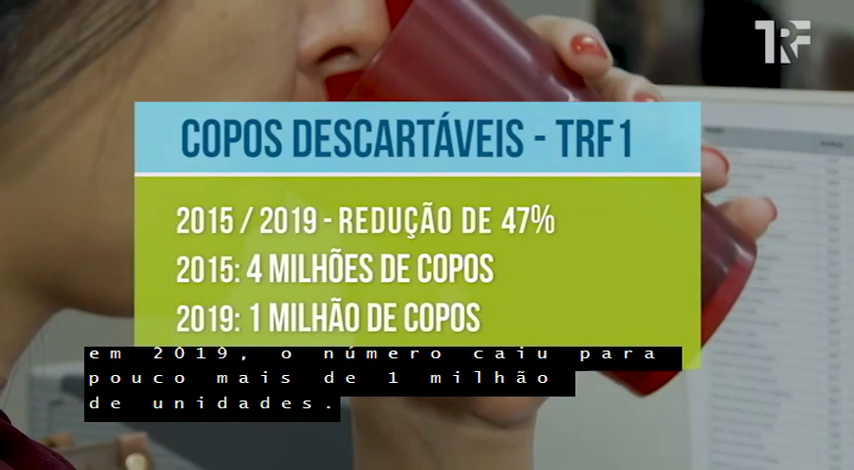 TRF
COPOS DESCARTÁVEIS - TRF1
2015 / 2019 - REDUÇÃO DE 47%
2015: 4 MILHÕES DE COPOS
2019: 1 MILHÃO DE COPOS
em 2019, o número caiu para
pouco mais de 1 milhão
de unidades.